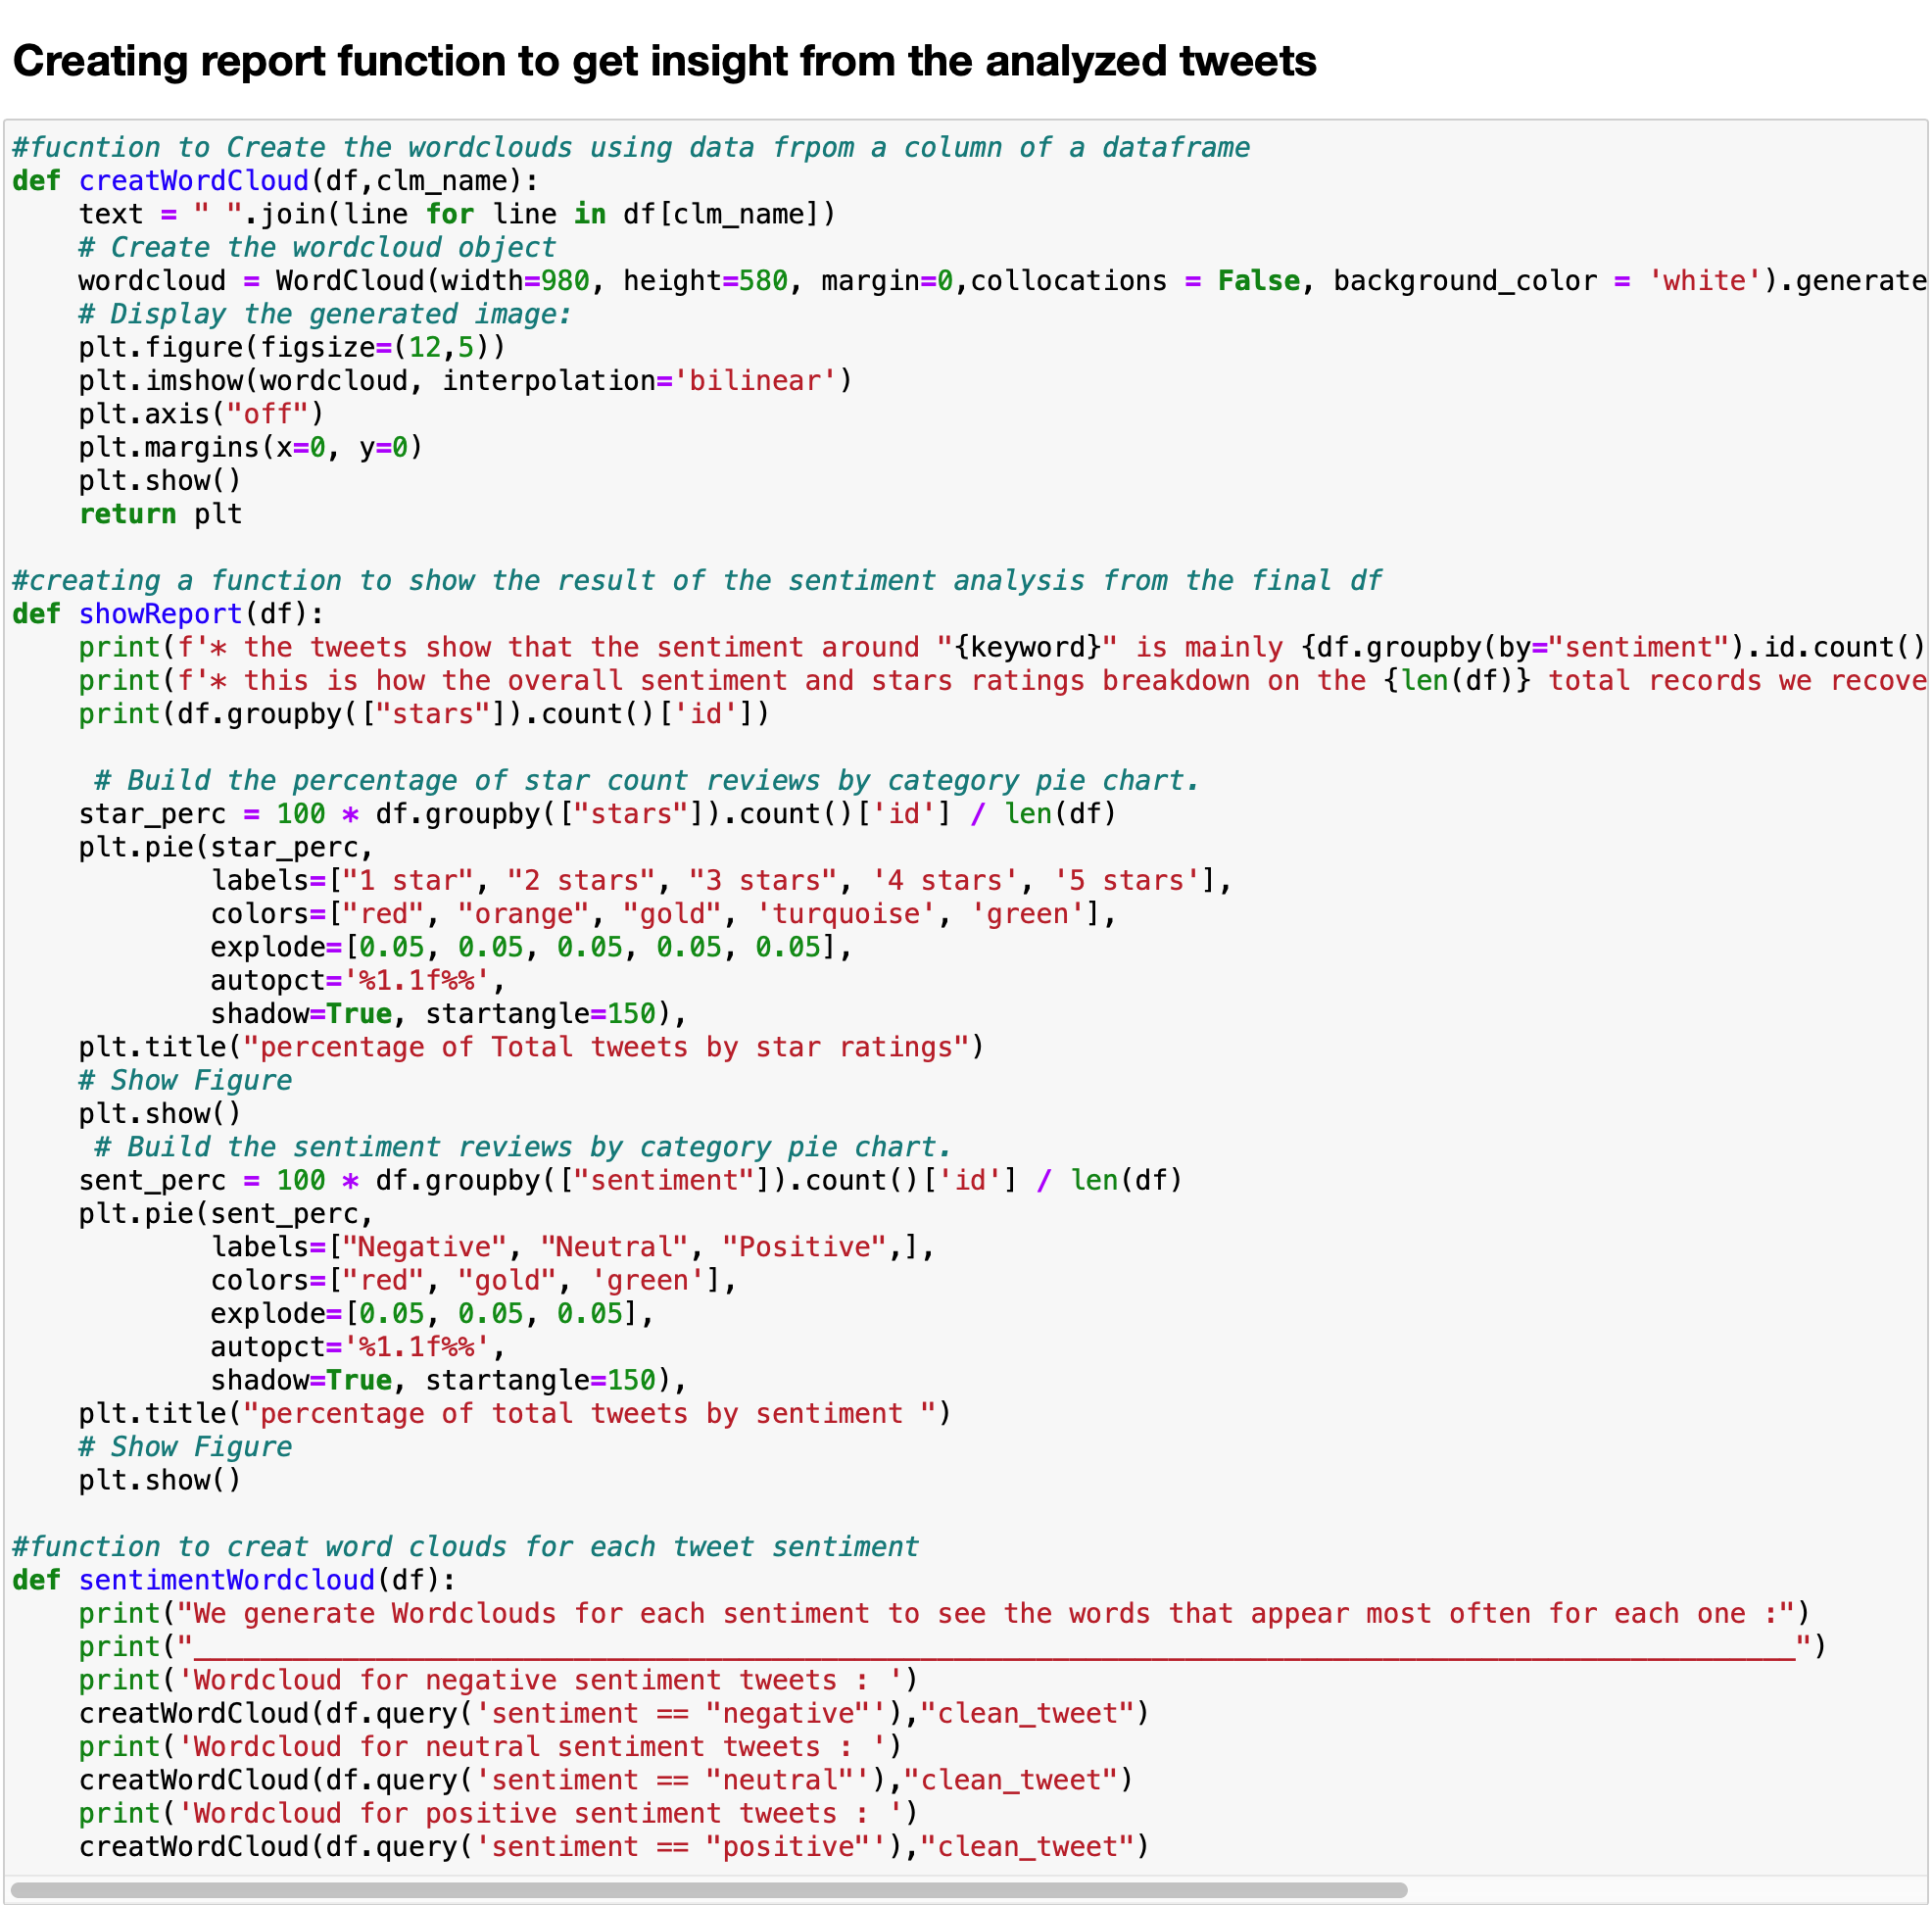 Creating report function to get insight from the analyzed tweets
#fucntion to Create the wordclouds using data frpom a column of a dataframe
def creatWordCloud(df,clm_name):
    text = " ".join(line for line in df[clm_name])
    # Create the wordcloud object
    wordcloud = WordCloud(width=980, height=580, margin=0,collocations = False, background_color = 'white').generate
    # Display the generated image:
    plt.figure(figsize=(12,5))
    plt.imshow(wordcloud, interpolation='bilinear')
    plt.axis("off")
    plt.margins(x=0, y=0)
    plt.show()
    return plt
#creating a function to show the result of the sentiment analysis from the final df
def showReport(df):
    print(f'* the tweets show that the sentiment around "{keyword}" is mainly {df.groupby(by="sentiment").id.count()
    print(f'* this is how the overall sentiment and stars ratings breakdown on the {len(df)} total records we recove
    print(df.groupby(["stars"]).count()['id'])
     # Build the percentage of star count reviews by category pie chart.
    star_perc = 100 * df.groupby(["stars"]).count()['id'] / len(df)
    plt.pie(star_perc,
            labels=["1 star", "2 stars", "3 stars", '4 stars', '5 stars'],
            colors=["red", "orange", "gold", 'turquoise', 'green'],
            explode=[0.05, 0.05, 0.05, 0.05, 0.05],
            autopct='%1.1f%%',
            shadow=True, startangle=150),
    plt.title("percentage of Total tweets by star ratings")
    # Show Figure
    plt.show()
     # Build the sentiment reviews by category pie chart.
    sent_perc = 100 * df.groupby(["sentiment"]).count()['id'] / len(df)
    plt.pie(sent_perc,
            labels=["Negative", "Neutral", "Positive",],
            colors=["red", "gold", 'green'],
            explode=[0.05, 0.05, 0.05],
            autopct='%1.1f%%',
            shadow=True, startangle=150),
    plt.title("percentage of total tweets by sentiment ")
    # Show Figure
    plt.show()
#function to creat word clouds for each tweet sentiment
def sentimentWordcloud(df):
    print("We generate Wordclouds for each sentiment to see the words that appear most often for each one :")
    print("_________________________________________________________________________________________________")
    print('Wordcloud for negative sentiment tweets : ')
    creatWordCloud(df.query('sentiment == "negative"'),"clean_tweet")
    print('Wordcloud for neutral sentiment tweets : ')
    creatWordCloud(df.query('sentiment == "neutral"'),"clean_tweet")
    print('Wordcloud for positive sentiment tweets : ')
    creatWordCloud(df.query('sentiment == "positive"'),"clean_tweet")